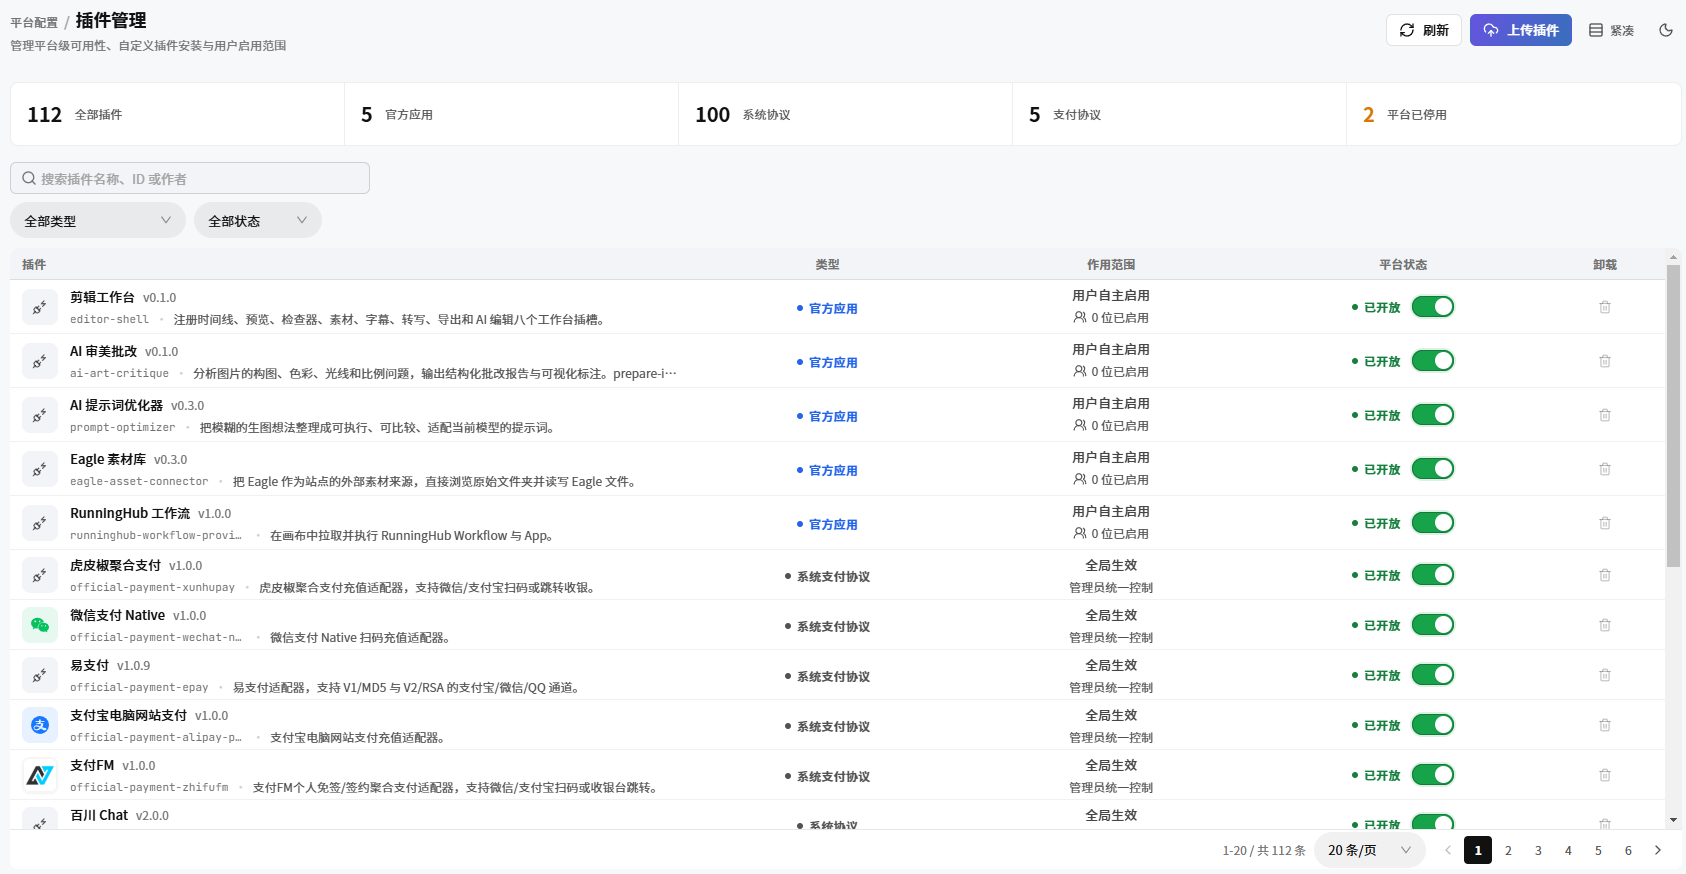 平台配置 / 插件管理
管理平台级可用性、自定义插件安装与用户启用范围
刷新
上传插件
紧凑
112 全部插件
5 官方应用
100 系统协议
5 支付协议
2 平台已停用
搜索插件名称、ID 或作者
全部类型
全部状态
插件 类型 作用范围 平台状态 卸载
剪辑工作台 v0.1.0
editor-shell · 注册时间线、预览、检查器、素材、字幕、转写、导出和 AI 编辑八个工作台插槽。
官方应用
用户自主启用
0 位已启用
已开放
AI 审美批改 v0.1.0
ai-art-critique · 分析图片的构图、色彩、光线和比例问题，输出结构化批改报告与可视化标注。prepare-i…
官方应用
用户自主启用
0 位已启用
已开放
AI 提示词优化器 v0.3.0
prompt-optimizer · 把模糊的生图想法整理成可执行、可比较、适配当前模型的提示词。
官方应用
用户自主启用
0 位已启用
已开放
Eagle 素材库 v0.3.0
eagle-asset-connector · 把 Eagle 作为站点的外部素材来源，直接浏览原始文件夹并读写 Eagle 文件。
官方应用
用户自主启用
0 位已启用
已开放
RunningHub 工作流 v1.0.0
runninghub-workflow-provi… · 在画布中拉取并执行 RunningHub Workflow 与 App。
官方应用
用户自主启用
0 位已启用
已开放
虎皮椒聚合支付 v1.0.0
official-payment-xunhupay · 虎皮椒聚合支付充值适配器，支持微信/支付宝扫码或跳转收银。
系统支付协议
全局生效
管理员统一控制
已开放
微信支付 Native v1.0.0
official-payment-wechat-n… · 微信支付 Native 扫码充值适配器。
系统支付协议
全局生效
管理员统一控制
已开放
易支付 v1.0.9
official-payment-epay · 易支付适配器，支持 V1/MD5 与 V2/RSA 的支付宝/微信/QQ 通道。
系统支付协议
全局生效
管理员统一控制
已开放
支付宝电脑网站支付 v1.0.0
official-payment-alipay-p… · 支付宝电脑网站支付充值适配器。
系统支付协议
全局生效
管理员统一控制
已开放
支付FM v1.0.0
official-payment-zhifufm · 支付FM个人免签/签约聚合支付适配器，支持微信/支付宝扫码或收银台跳转。
系统支付协议
全局生效
管理员统一控制
已开放
百川 Chat v2.0.0
系统协议
全局生效
已开放
1-20 / 共 112 条
20 条/页
1 2 3 4 5 6